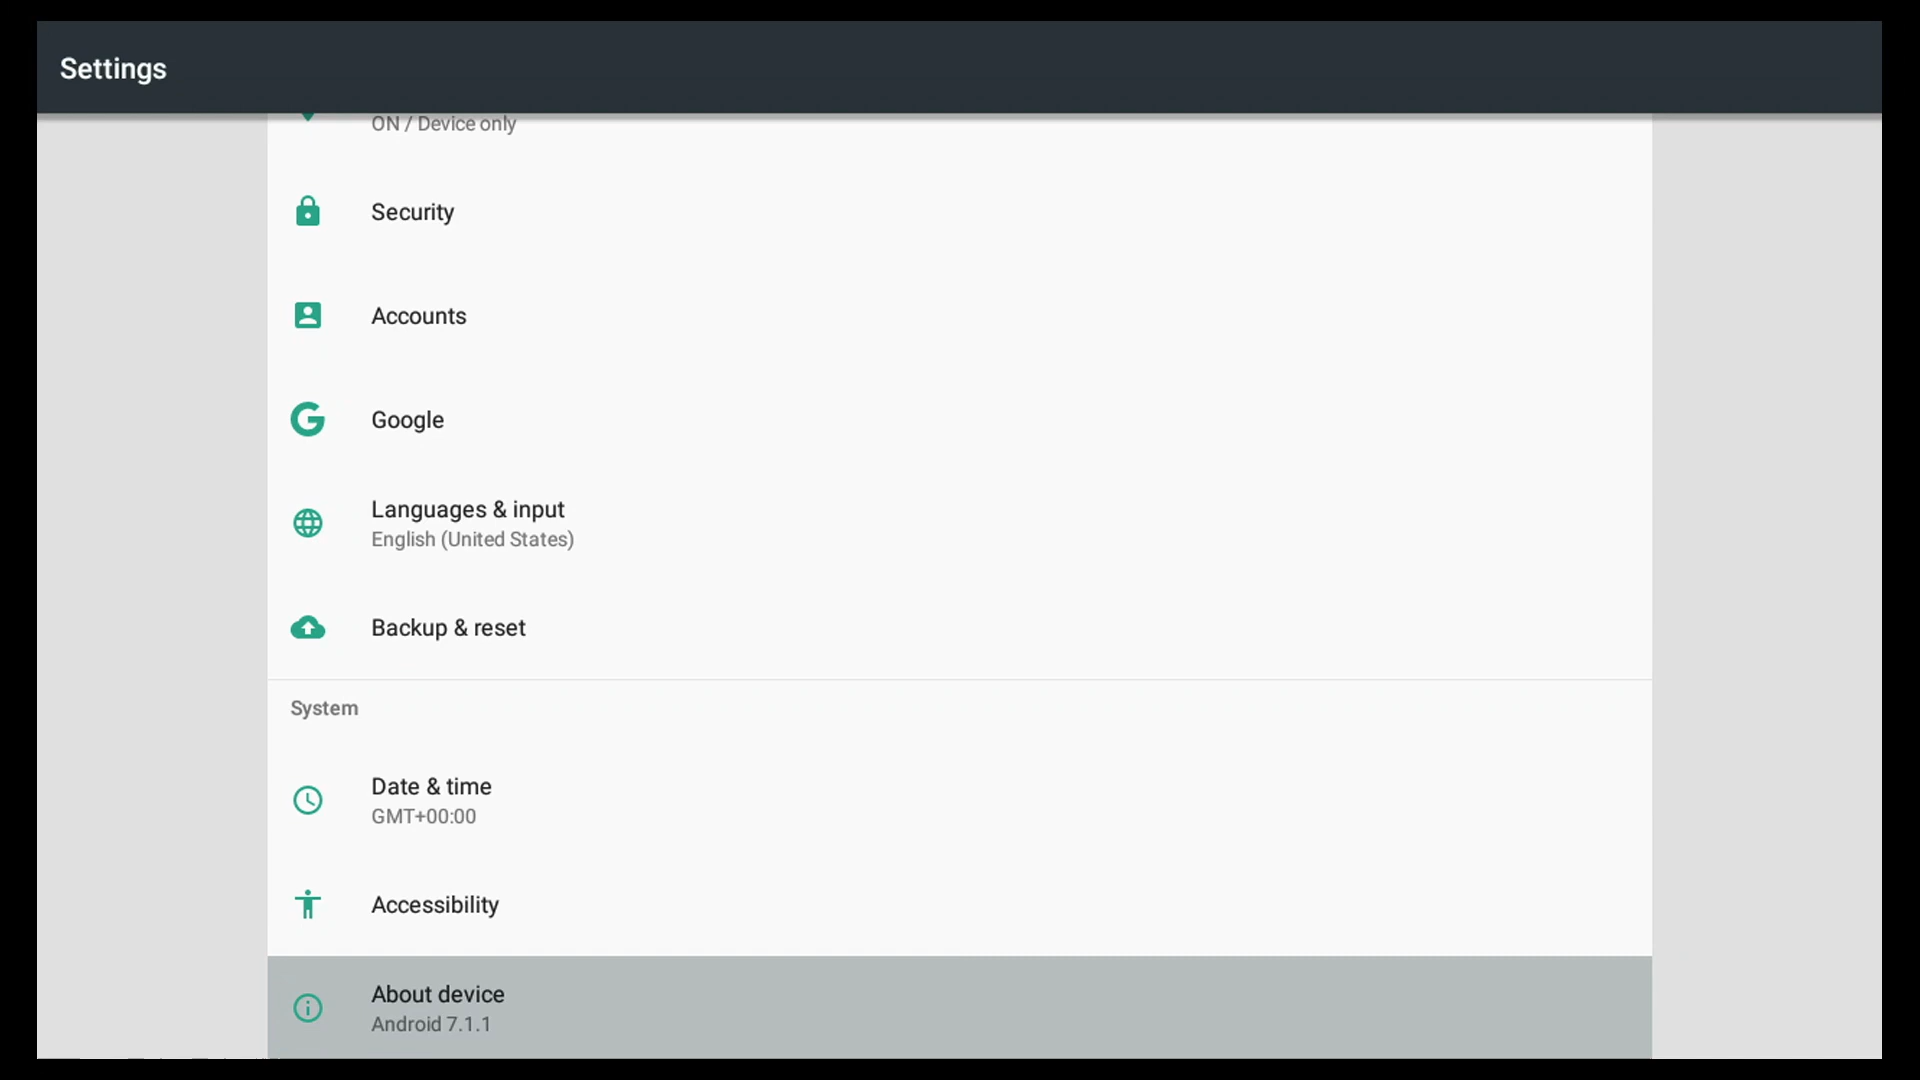 Settings
ON / Device only
Security
Accounts
Google
Languages & input
English (United States)
Backup & reset
System
Date & time
GMT+00:00
Accessibility
About device
Android 7.1.1